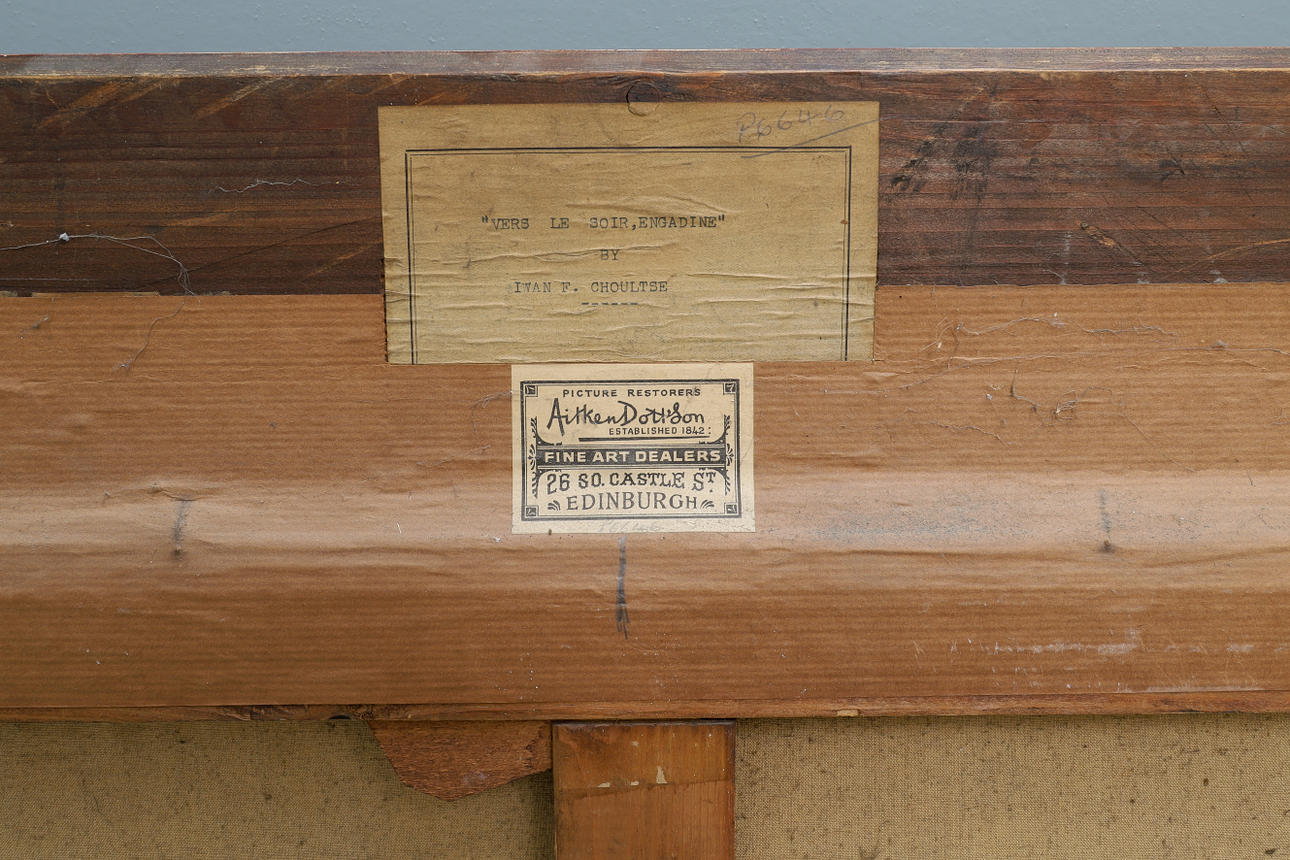 P6646
"VERS LE SOIR,ENGADINE"
BY
IVAN F. CHOULTSE
------
PICTURE RESTORERS
Aitken Dott & Son
ESTABLISHED 1842:
FINE ART DEALERS
26 SO. CASTLE ST.
EDINBURGH